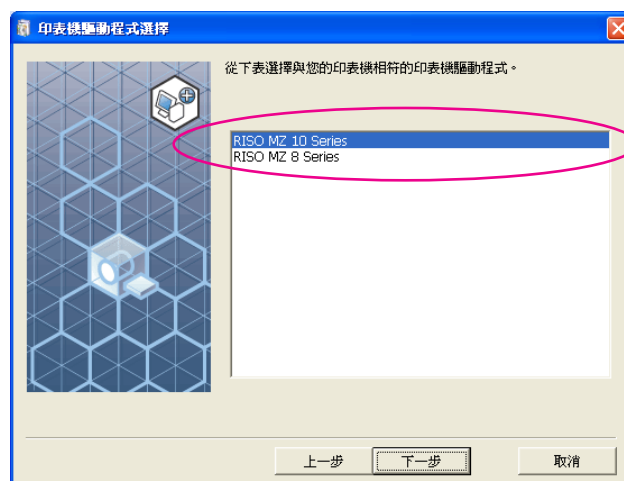 印表機驅動程式選擇
從下表選擇與您的印表機相符的印表機驅動程式。
RISO MZ 10 Series
RISO MZ 8 Series
上一步 下一步 取消